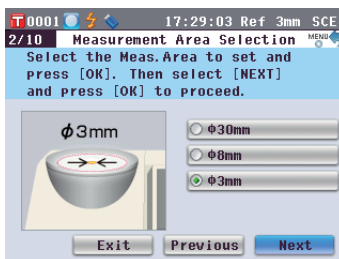 T 0001 17:29:03 Ref 3mm SCE
2/10 Measurement Area Selection MENU
Select the Meas.Area to set and
press [OK]. Then select [NEXT]
and press [OK] to proceed.
ϕ3mm
ϕ30mm
ϕ8mm
ϕ3mm
Exit Previous Next